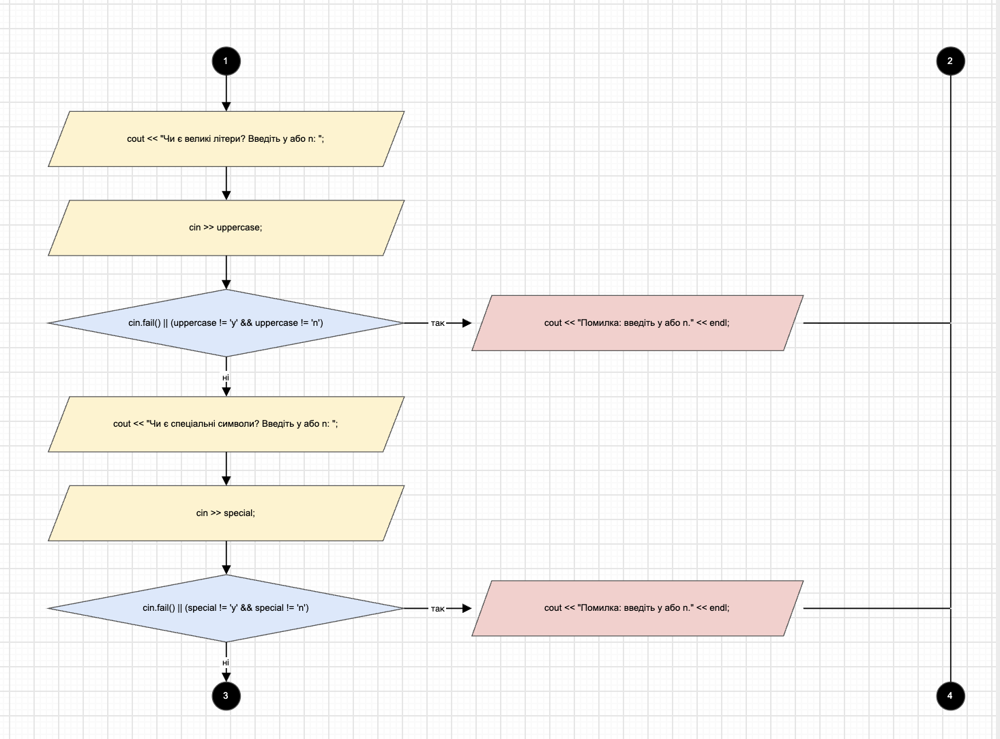 1
2
cout << "Чи є великі літери? Введіть y або n: ";
cin >> uppercase;
cin.fail() || (uppercase != 'y' && uppercase != 'n')
так
cout << "Помилка: введіть y або n." << endl;
ні
cout << "Чи є спеціальні символи? Введіть y або n: ";
cin >> special;
cin.fail() || (special != 'y' && special != 'n')
так
cout << "Помилка: введіть y або n." << endl;
ні
3
4